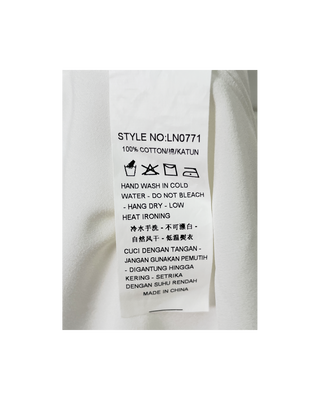 STYLE NO:LN0771
100% COTTON/棉/KATUN
HAND WASH IN COLD
WATER - DO NOT BLEACH
- HANG DRY - LOW
HEAT IRONING
冷水手洗 - 不可漂白 -
自然风干 - 低温熨衣
CUCI DENGAN TANGAN -
JANGAN GUNAKAN PEMUTIH
- DIGANTUNG HINGGA
KERING - SETRIKA
DENGAN SUHU RENDAH
MADE IN CHINA